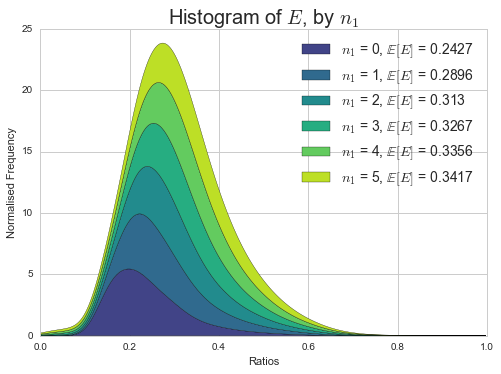 Histogram of E, by n₁
25
20
15
10
5
0
Normalised Frequency
n₁ = 0, 𝔼[E] = 0.2427
n₁ = 1, 𝔼[E] = 0.2896
n₁ = 2, 𝔼[E] = 0.313
n₁ = 3, 𝔼[E] = 0.3267
n₁ = 4, 𝔼[E] = 0.3356
n₁ = 5, 𝔼[E] = 0.3417
0.0 0.2 0.4 0.6 0.8 1.0
Ratios